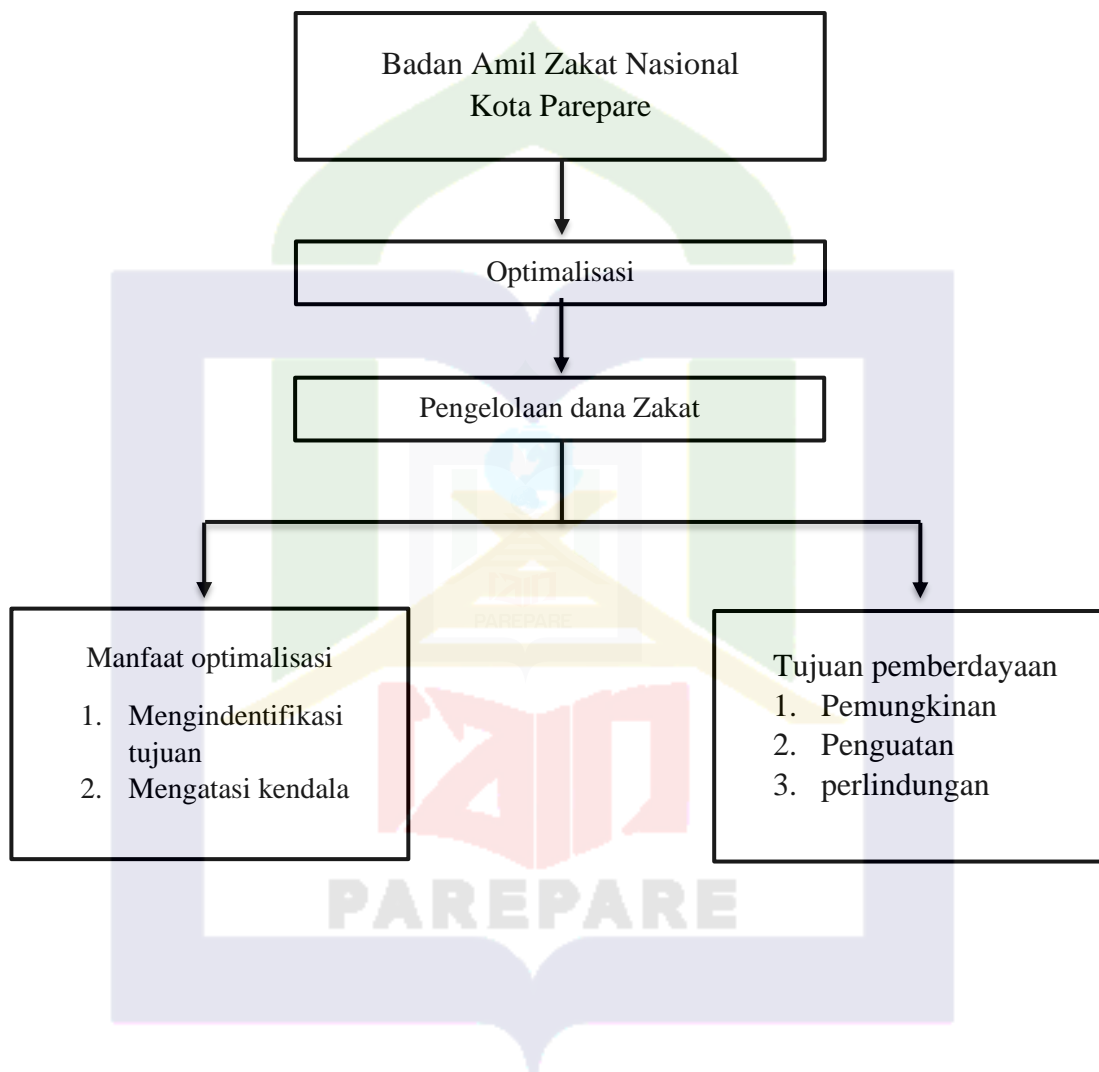 Badan Amil Zakat Nasional
Kota Parepare
Optimalisasi
Pengelolaan dana Zakat
Manfaat optimalisasi
1. Mengindentifikasi
tujuan
2. Mengatasi kendala
Tujuan pemberdayaan
1. Pemungkinan
2. Penguatan
3. perlindungan
PAREPARE
PAREPARE